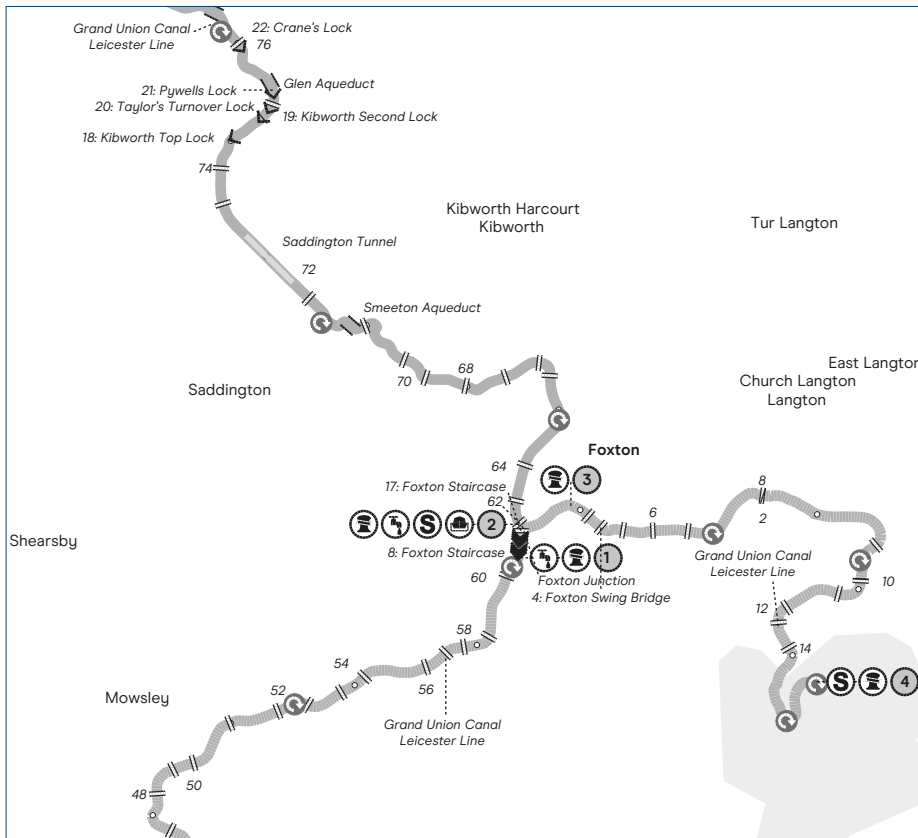 Grand Union Canal
Leicester Line
22: Crane's Lock
76
Glen Aqueduct
21: Pywells Lock
20: Taylor's Turnover Lock
19: Kibworth Second Lock
18: Kibworth Top Lock
74
Kibworth Harcourt
Kibworth
Tur Langton
Saddington Tunnel
72
Smeeton Aqueduct
70
68
Saddington
East Langton
Church Langton
Langton
Foxton
64
17: Foxton Staircase
62
3
S
2
8: Foxton Staircase
1
60
Foxton Junction
4: Foxton Swing Bridge
6
8
2
Grand Union Canal
Leicester Line
10
12
14
S
4
Shearsby
58
56
54
52
Mowsley
Grand Union Canal
Leicester Line
50
48